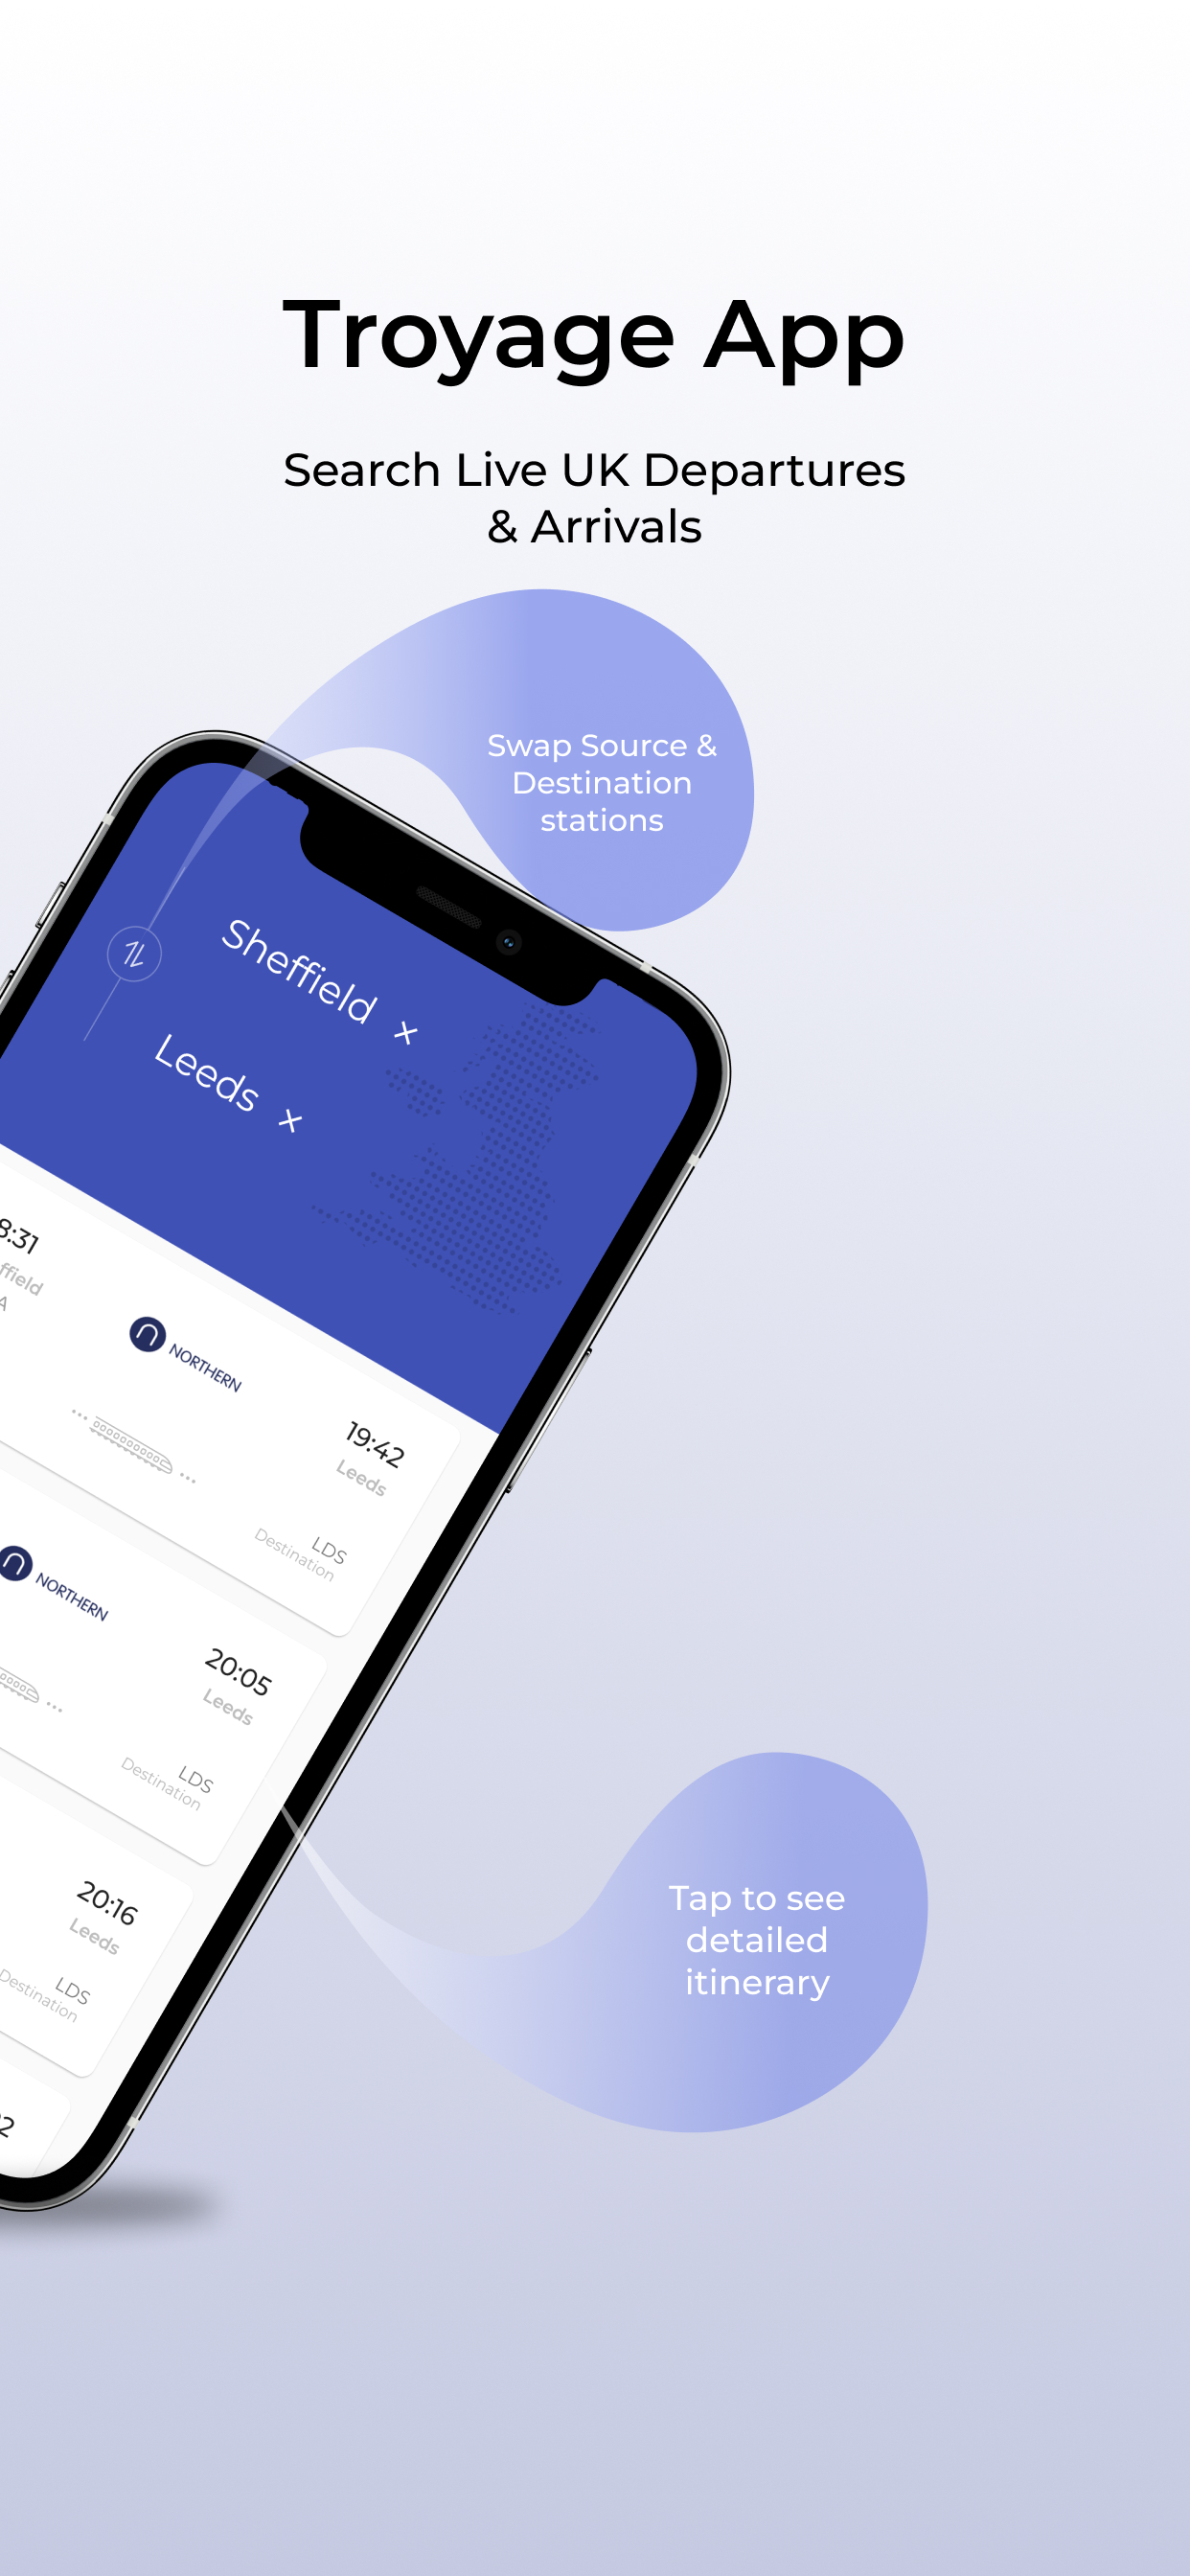 Troyage App
Search Live UK Departures
& Arrivals
Swap Source &
Destination
stations
Sheffield ×
Leeds ×
8:31
ffield
A
NORTHERN
19:42
Leeds
LDS
Destination
NORTHERN
20:05
Leeds
LDS
Destination
20:16
Leeds
LDS
Destination
2
Tap to see
detailed
itinerary